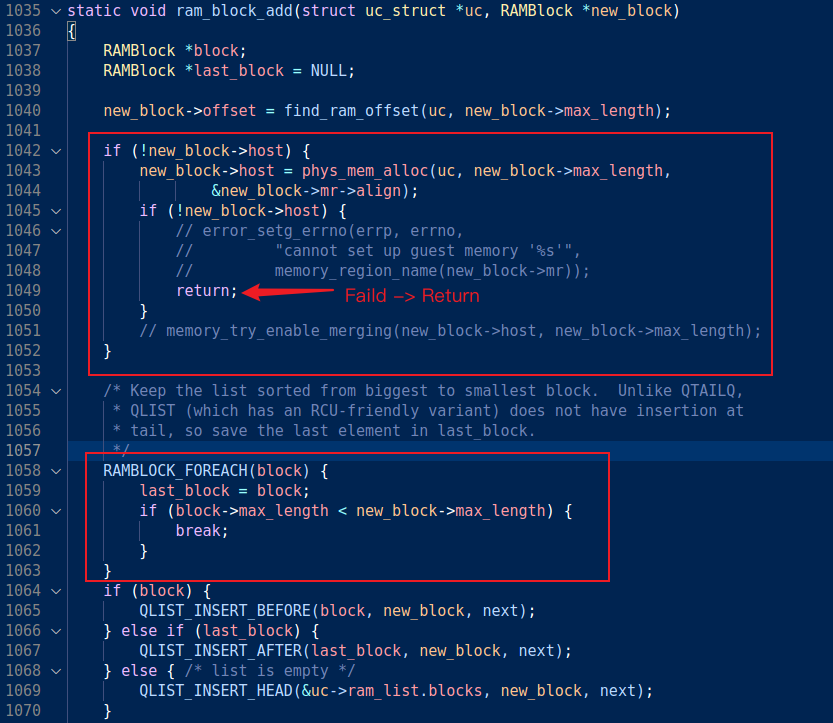 1035 static void ram_block_add(struct uc_struct *uc, RAMBlock *new_block)
1036 {
1037     RAMBlock *block;
1038     RAMBlock *last_block = NULL;
1039
1040     new_block->offset = find_ram_offset(uc, new_block->max_length);
1041
1042     if (!new_block->host) {
1043         new_block->host = phys_mem_alloc(uc, new_block->max_length,
1044                 &new_block->mr->align);
1045         if (!new_block->host) {
1046             // error_setg_errno(errp, errno,
1047             //         "cannot set up guest memory '%s'",
1048             //         memory_region_name(new_block->mr));
1049             return; Faild -> Return
1050         }
1051         // memory_try_enable_merging(new_block->host, new_block->max_length);
1052     }
1053
1054     /* Keep the list sorted from biggest to smallest block.  Unlike QTAILQ,
1055      * QLIST (which has an RCU-friendly variant) does not have insertion at
1056      * tail, so save the last element in last_block.
1057      */
1058     RAMBLOCK_FOREACH(block) {
1059         last_block = block;
1060         if (block->max_length < new_block->max_length) {
1061             break;
1062         }
1063     }
1064     if (block) {
1065         QLIST_INSERT_BEFORE(block, new_block, next);
1066     } else if (last_block) {
1067         QLIST_INSERT_AFTER(last_block, new_block, next);
1068     } else { /* list is empty */
1069         QLIST_INSERT_HEAD(&uc->ram_list.blocks, new_block, next);
1070     }